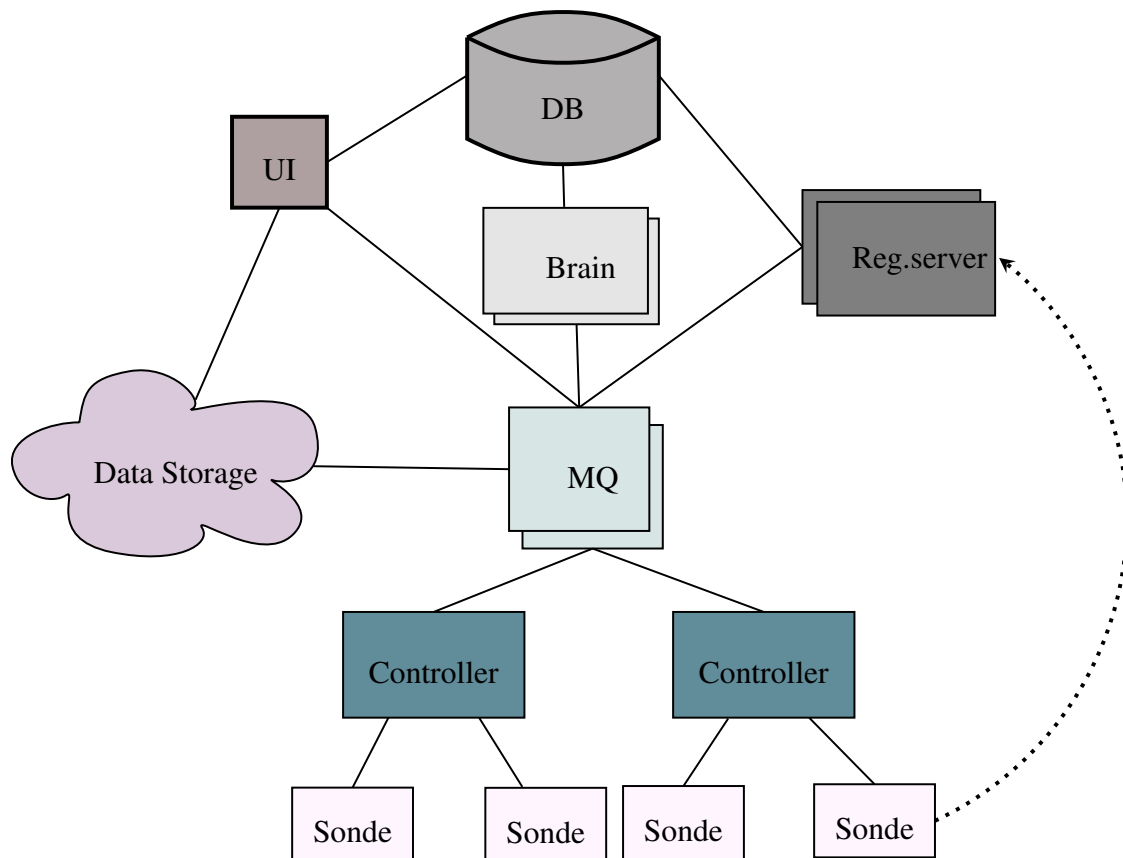 DB
UI
Brain
Reg.server
Data Storage
MQ
Controller
Controller
Sonde
Sonde
Sonde
Sonde